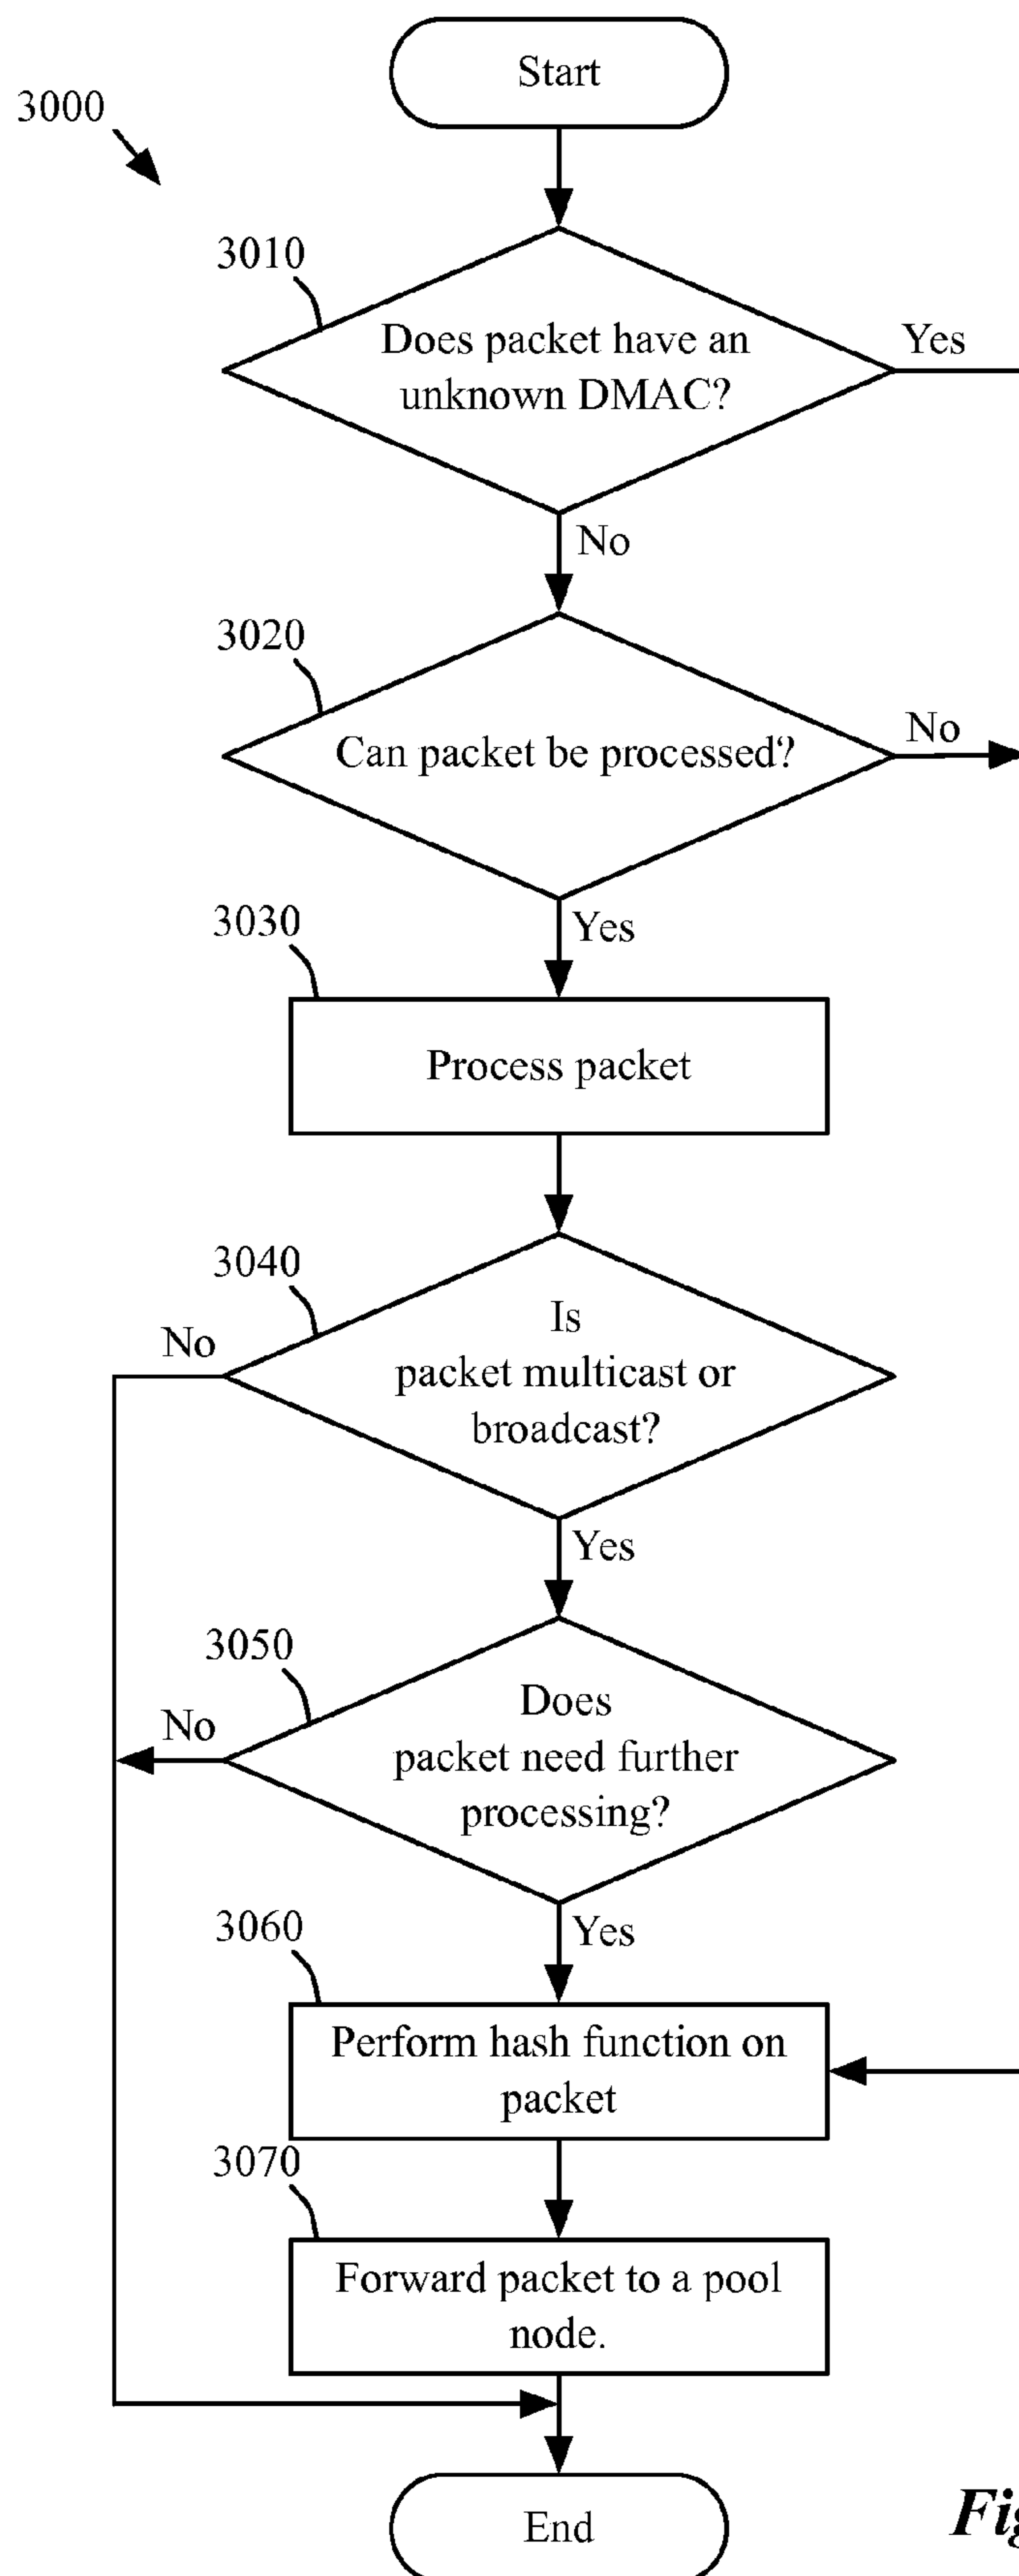 Start
3000
3010
Does packet have an
unknown DMAC?
Yes
No
3020
Can packet be processed?
No
Yes
3030
Process packet
3040
Is
packet multicast or
broadcast?
No
Yes
3050
Does
packet need further
processing?
No
Yes
3060
Perform hash function on
packet
3070
Forward packet to a pool
node.
End